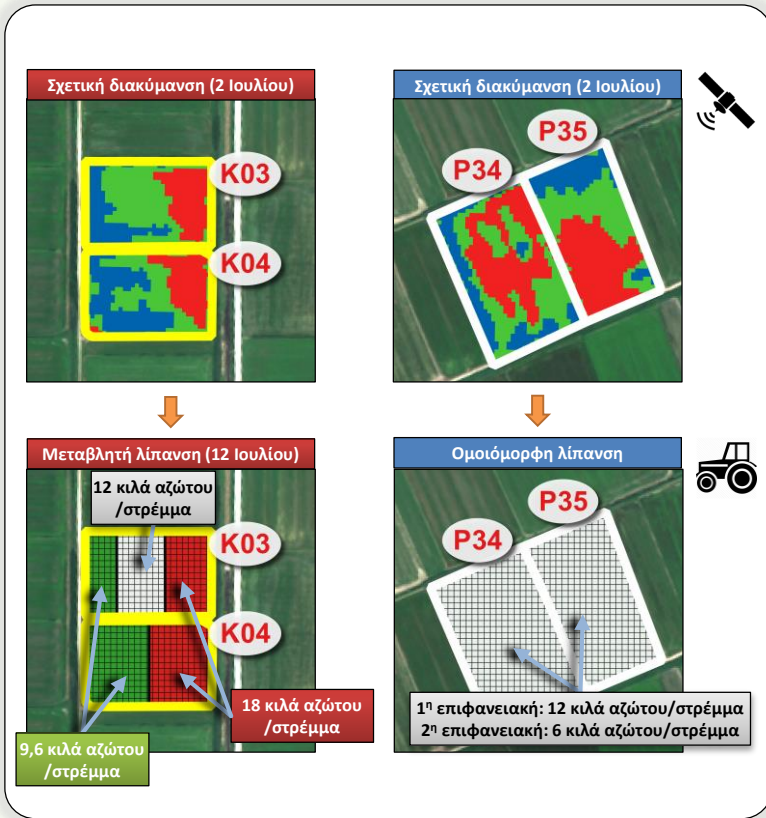 Σχετική διακύμανση (2 Ιουλίου)
K03
K04
Σχετική διακύμανση (2 Ιουλίου)
P35
P34
Μεταβλητή λίπανση (12 Ιουλίου)
12 κιλά αζώτου
/στρέμμα
K03
K04
18 κιλά αζώτου
/στρέμμα
9,6 κιλά αζώτου
/στρέμμα
Ομοιόμορφη λίπανση
P35
P34
1η επιφανειακή: 12 κιλά αζώτου/στρέμμα
2η επιφανειακή: 6 κιλά αζώτου/στρέμμα